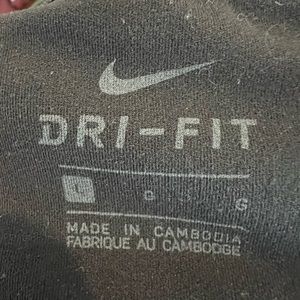 DRI-FIT
L G G
MADE IN CAMBODIA
FABRIQUE AU CAMBODGE